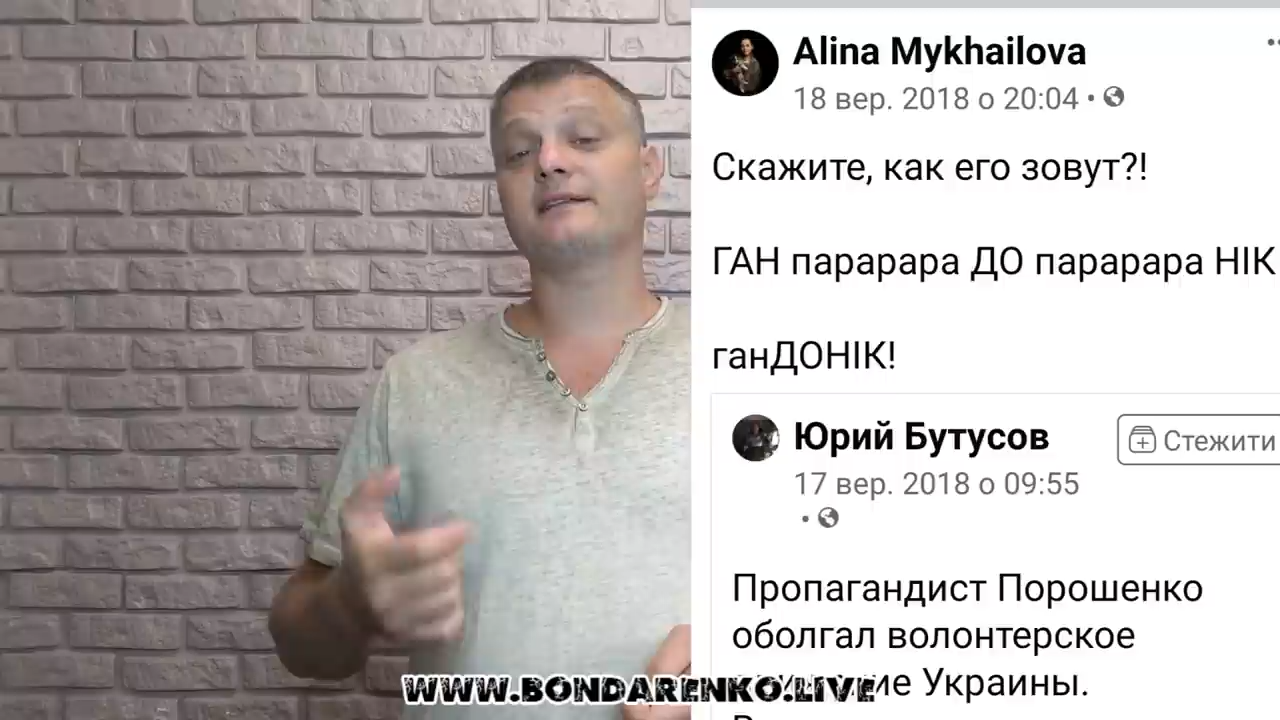 Alina Mykhailova
18 вер. 2018 о 20:04 •
Скажите, как его зовут?!
ГАН парарара ДО парарара НІК
ганДОНІК!
Юрий Бутусов
Стежити
17 вер. 2018 о 09:55
•
Пропагандист Порошенко
оболгал волонтерское
Украины.
WWW.BONDARENKO.LIVE